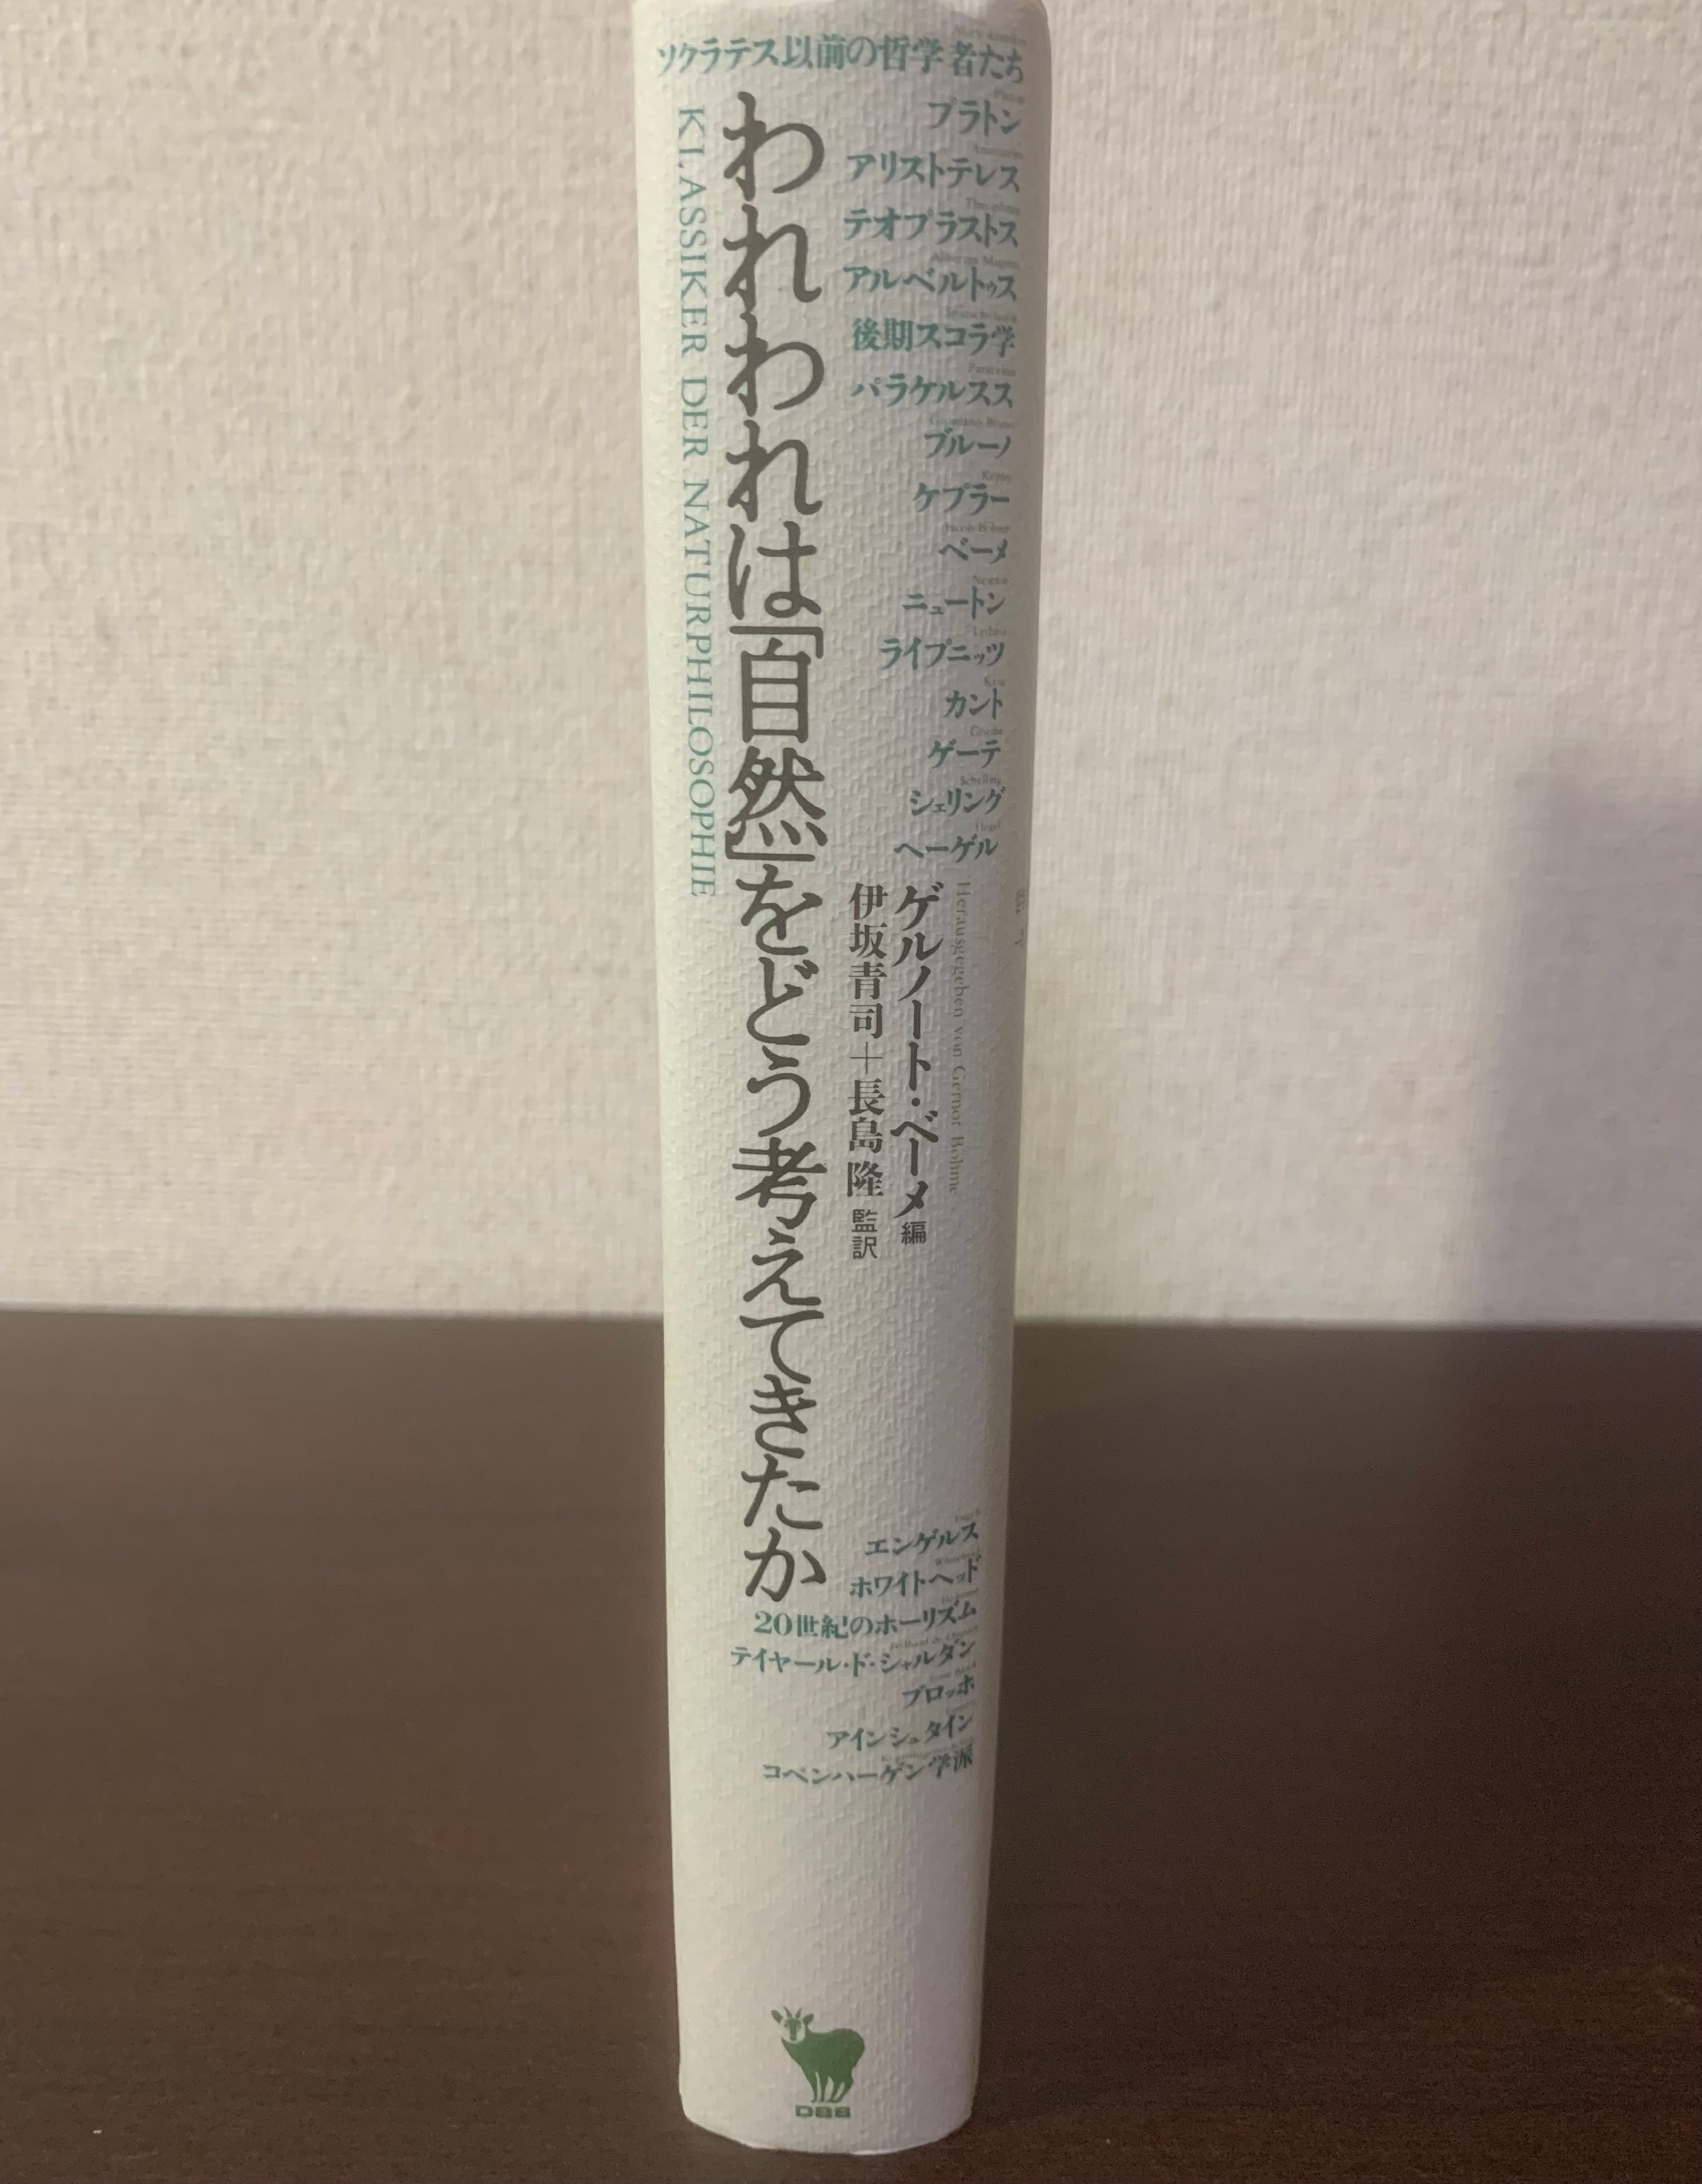 ソクラテス以前の哲学者たち
プラトン
アリストテレス
テオプラストス
アルベルトゥス
後期スコラ学
パラケルスス
ブルーノ
ケプラー
ベーメ
ニュートン
ライプニッツ
カント
ゲーテ
シェリング
ヘーゲル
Herausgegeben von Gernot Böhme
ゲルノート・ベーメ 編
伊坂青司＋長島隆 監訳
われわれは「自然」をどう考えてきたか
KLASSIKER DER NATURPHILOSOPHIE
エンゲルス
ホワイトヘッド
20世紀のホーリズム
テイヤール・ド・シャルダン
ブロッホ
アインシュタイン
コペンハーゲン学派